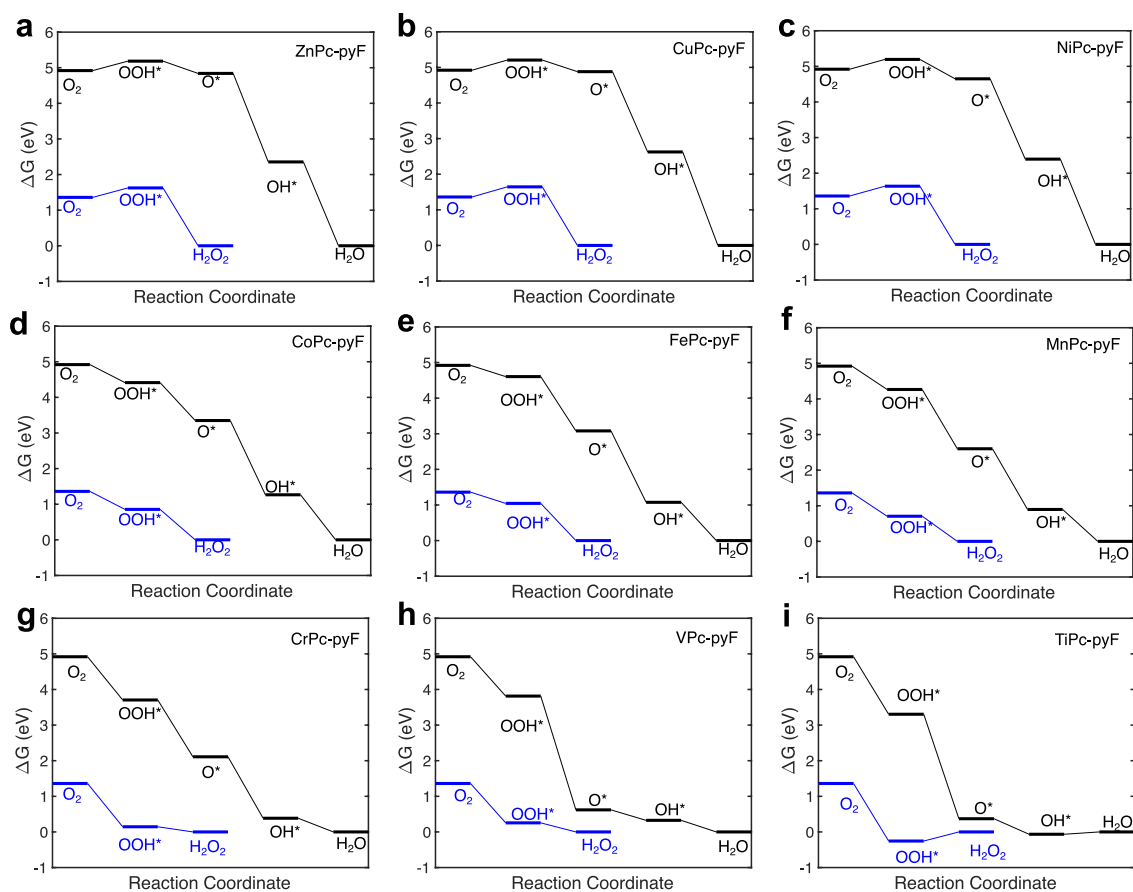 a
ZnPc-pyF
6
5
4
3
2
1
0
-1
ΔG (eV)
O₂
OOH*
O*
OH*
H₂O
O₂
OOH*
H₂O₂
Reaction Coordinate
b
CuPc-pyF
6
5
4
3
2
1
0
-1
ΔG (eV)
O₂
OOH*
O*
OH*
H₂O
O₂
OOH*
H₂O₂
Reaction Coordinate
c
NiPc-pyF
6
5
4
3
2
1
0
-1
ΔG (eV)
O₂
OOH*
O*
OH*
H₂O
O₂
OOH*
H₂O₂
Reaction Coordinate
d
CoPc-pyF
6
5
4
3
2
1
0
-1
ΔG (eV)
O₂
OOH*
O*
OH*
H₂O
O₂
OOH*
H₂O₂
Reaction Coordinate
e
FePc-pyF
6
5
4
3
2
1
0
-1
ΔG (eV)
O₂
OOH*
O*
OH*
H₂O
O₂
OOH*
H₂O₂
Reaction Coordinate
f
MnPc-pyF
6
5
4
3
2
1
0
-1
ΔG (eV)
O₂
OOH*
O*
OH*
H₂O
O₂
OOH*
H₂O₂
Reaction Coordinate
g
CrPc-pyF
6
5
4
3
2
1
0
-1
ΔG (eV)
O₂
OOH*
O*
OH*
H₂O
O₂
OOH*
H₂O₂
Reaction Coordinate
h
VPc-pyF
6
5
4
3
2
1
0
-1
ΔG (eV)
O₂
OOH*
O*
OH*
H₂O
O₂
OOH*
H₂O₂
Reaction Coordinate
i
TiPc-pyF
6
5
4
3
2
1
0
-1
ΔG (eV)
O₂
OOH*
O*
OH*
H₂O
O₂
OOH*
H₂O₂
Reaction Coordinate